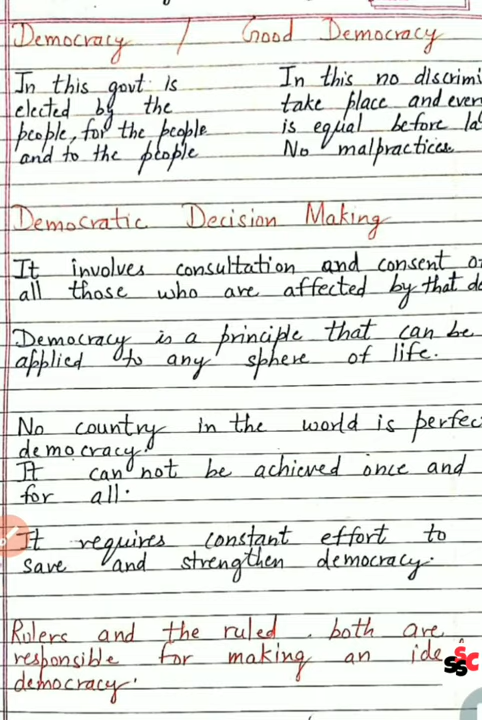 Democracy / Good Democracy
In this govt is
elected by the
people, for the people
and to the people
In this no discrimi
take place and ever
is equal before la
No malpractices
Democratic Decision Making
It involves consultation and consent of
all those who are affected by that de
Democracy is a principle that can be
applied to any sphere of life.
No country in the world is perfec
democracy.
It can not be achieved once and
for all.
It requires constant effort to
save and strengthen democracy.
Rulers and the ruled, both are
responsible for making an ide
democracy.
SSSC